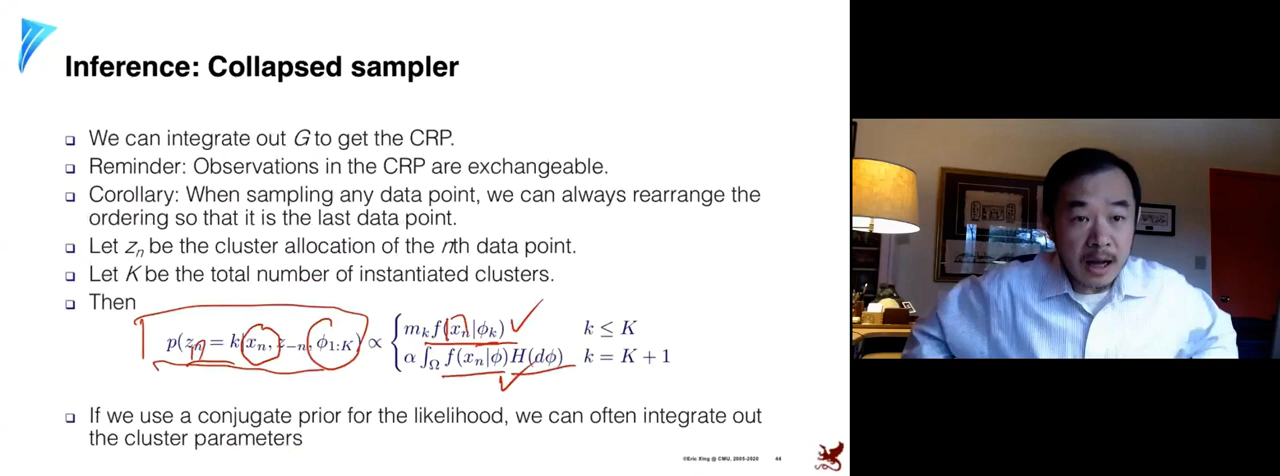 Inference: Collapsed sampler
We can integrate out G to get the CRP.
Reminder: Observations in the CRP are exchangeable.
Corollary: When sampling any data point, we can always rearrange the
ordering so that it is the last data point.
Let zₙ be the cluster allocation of the nth data point.
Let K be the total number of instantiated clusters.
Then
p(zₙ = k|xₙ, z₋ₙ, ϕ₁:K) ∝ { mₖ f(xₙ|ϕₖ) k ≤ K
α ∫_Ω f(xₙ|ϕ)H(dϕ) k = K + 1
If we use a conjugate prior for the likelihood, we can often integrate out
the cluster parameters
©Eric Xing @ CMU, 2005-2020 44